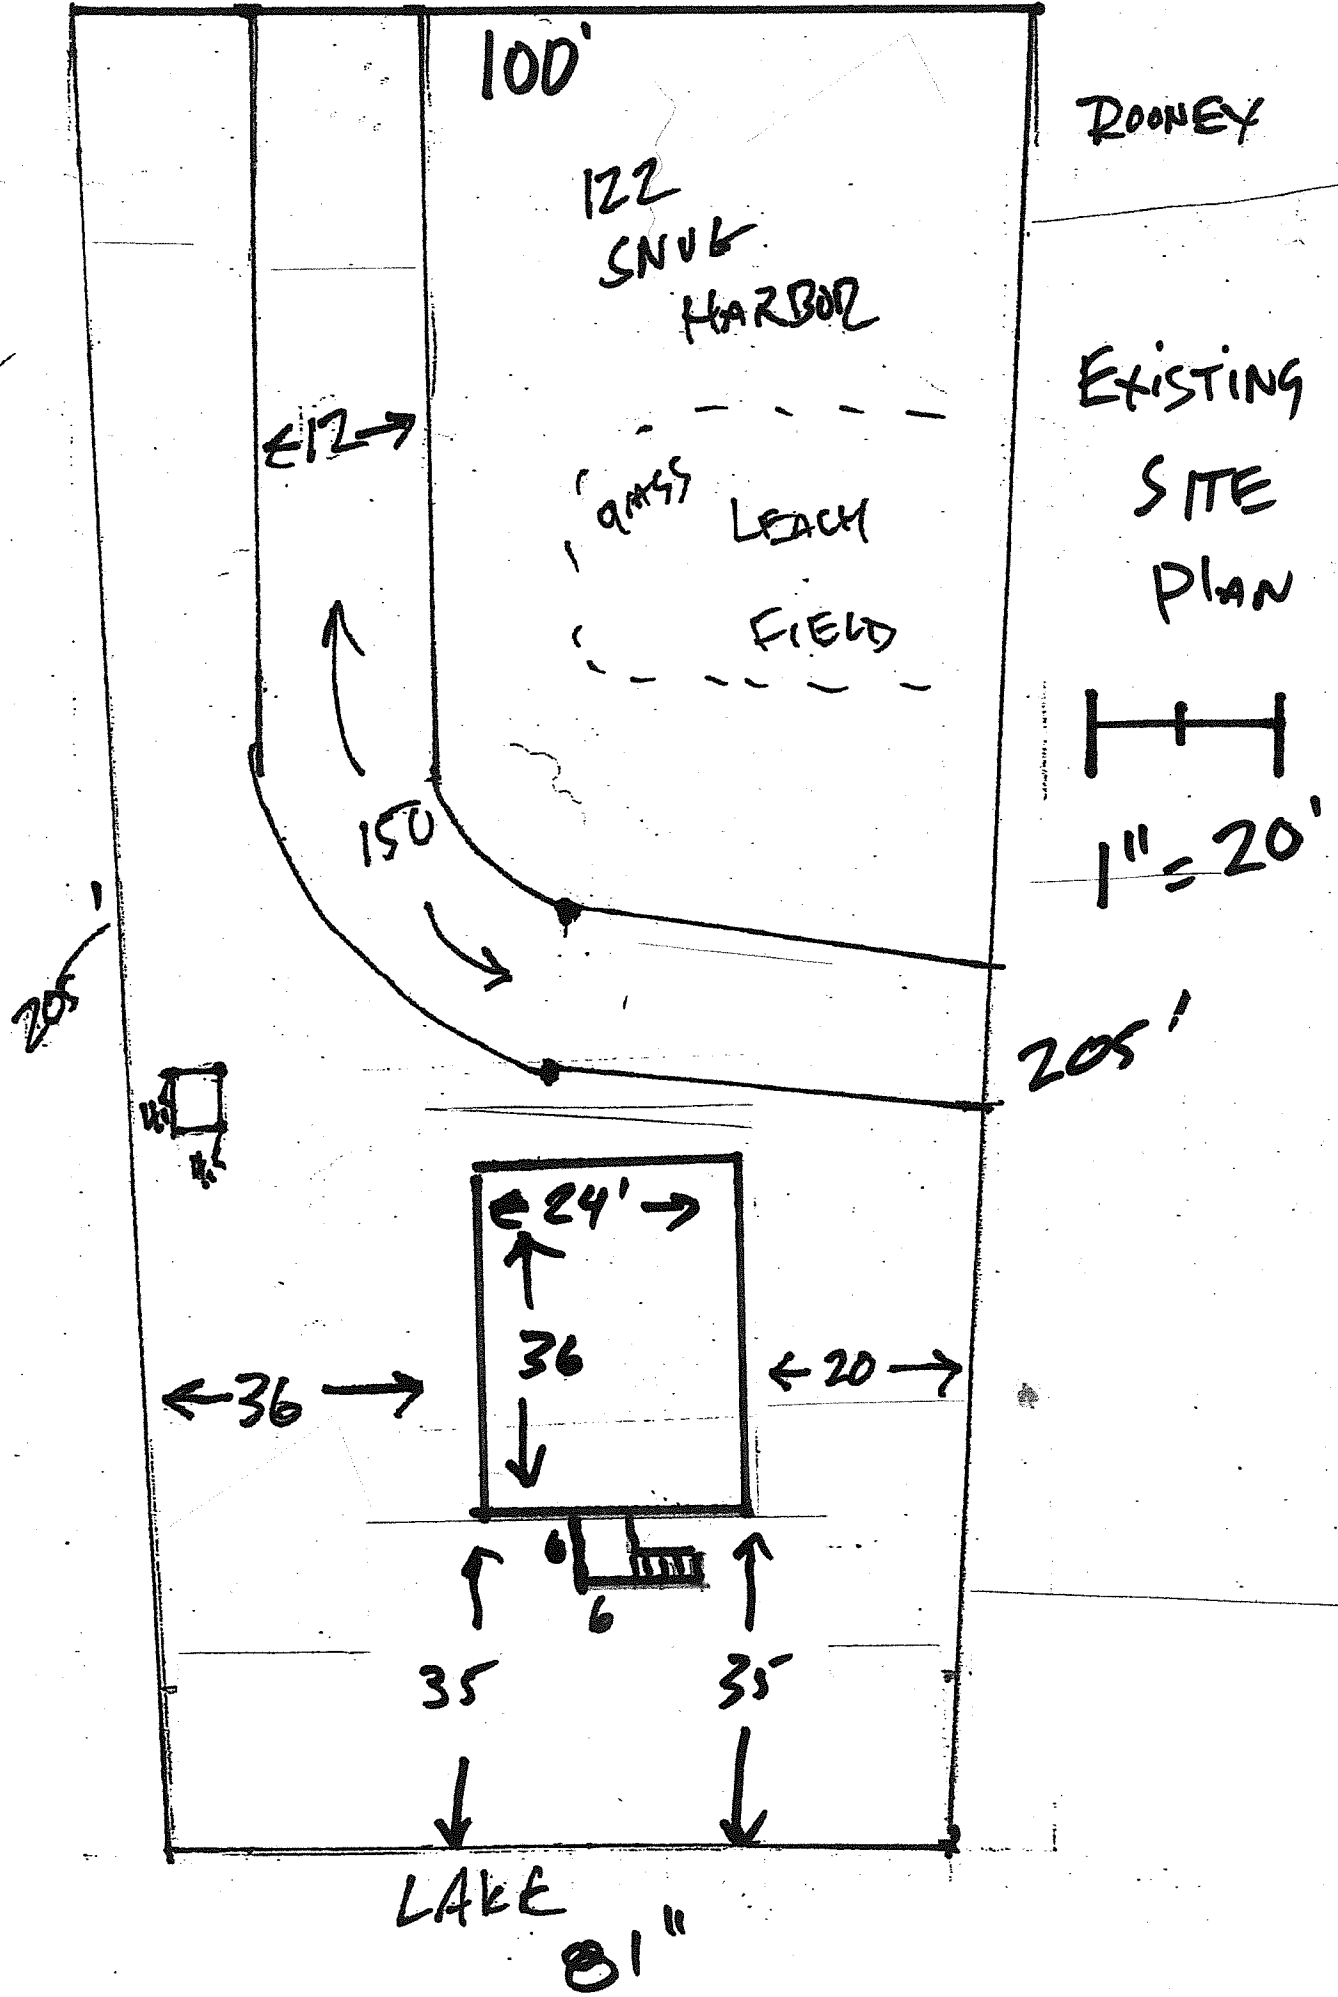 100'
ROONEY
122
SNUG
HARBOR
EXiSTiNG
SITE
PlAN
12
GRASS
LEACH
FIELD
1" = 20'
150
205'
205'
24'
36
36
20
6
6
35
35
LAKE
81"